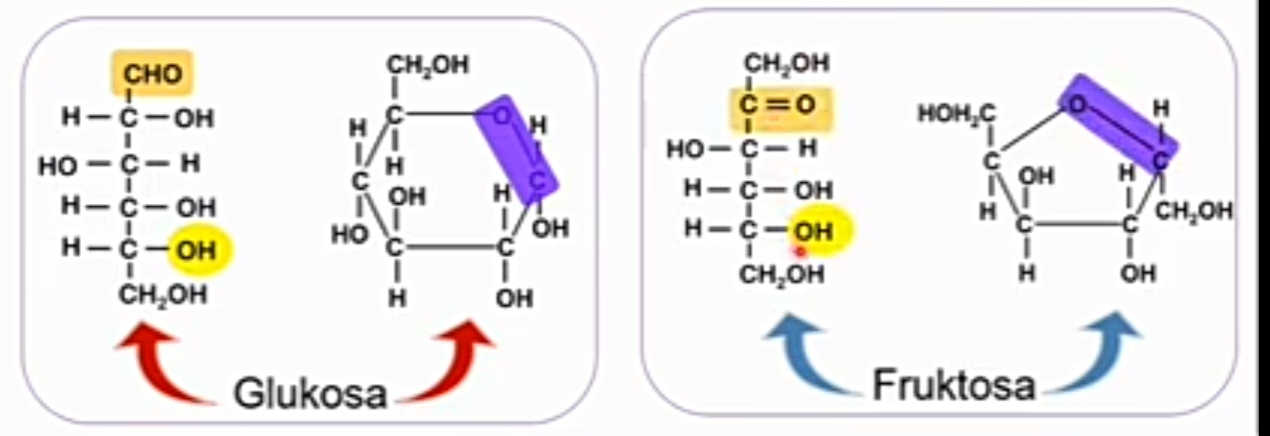 CHO
H–C–OH
HO–C–H
H–C–OH
H–C–OH
CH₂OH
CH₂OH
C O
H H
H
C OH H C
HO OH
C C
H OH
Glukosa
CH₂OH
C=O
HO–C–H
H–C–OH
H–C–OH
CH₂OH
O H
HOH₂C
C OH H C
H CH₂OH
C C
H OH
Fruktosa